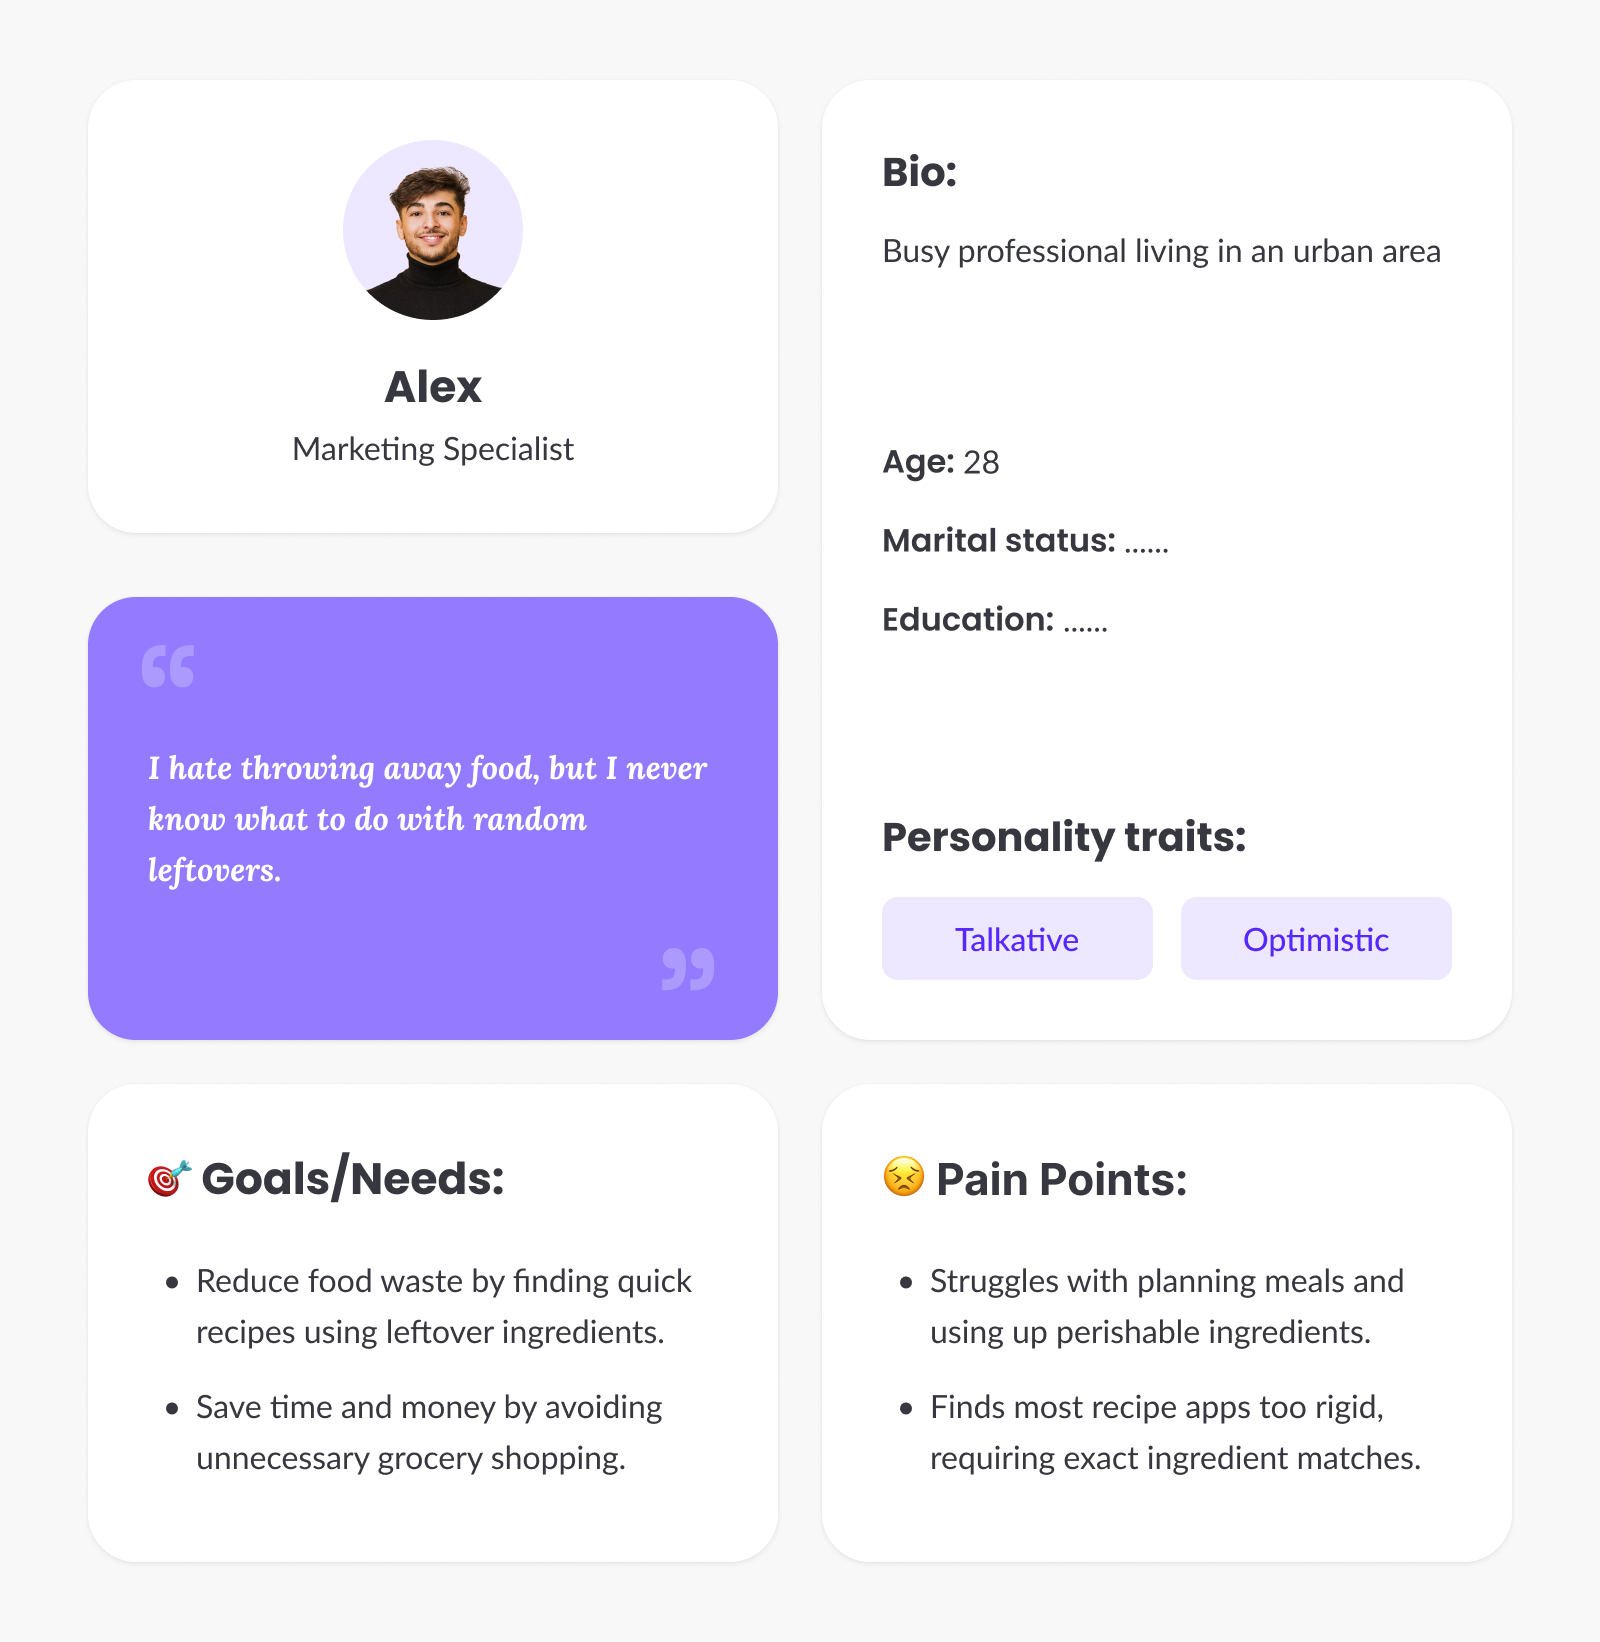 Alex
Marketing Specialist
“
I hate throwing away food, but I never
know what to do with random
leftovers.
”
Bio:
Busy professional living in an urban area
Age: 28
Marital status: ......
Education: ......
Personality traits:
Talkative
Optimistic
🎯 Goals/Needs:
• Reduce food waste by finding quick
recipes using leftover ingredients.
• Save time and money by avoiding
unnecessary grocery shopping.
😣 Pain Points:
• Struggles with planning meals and
using up perishable ingredients.
• Finds most recipe apps too rigid,
requiring exact ingredient matches.